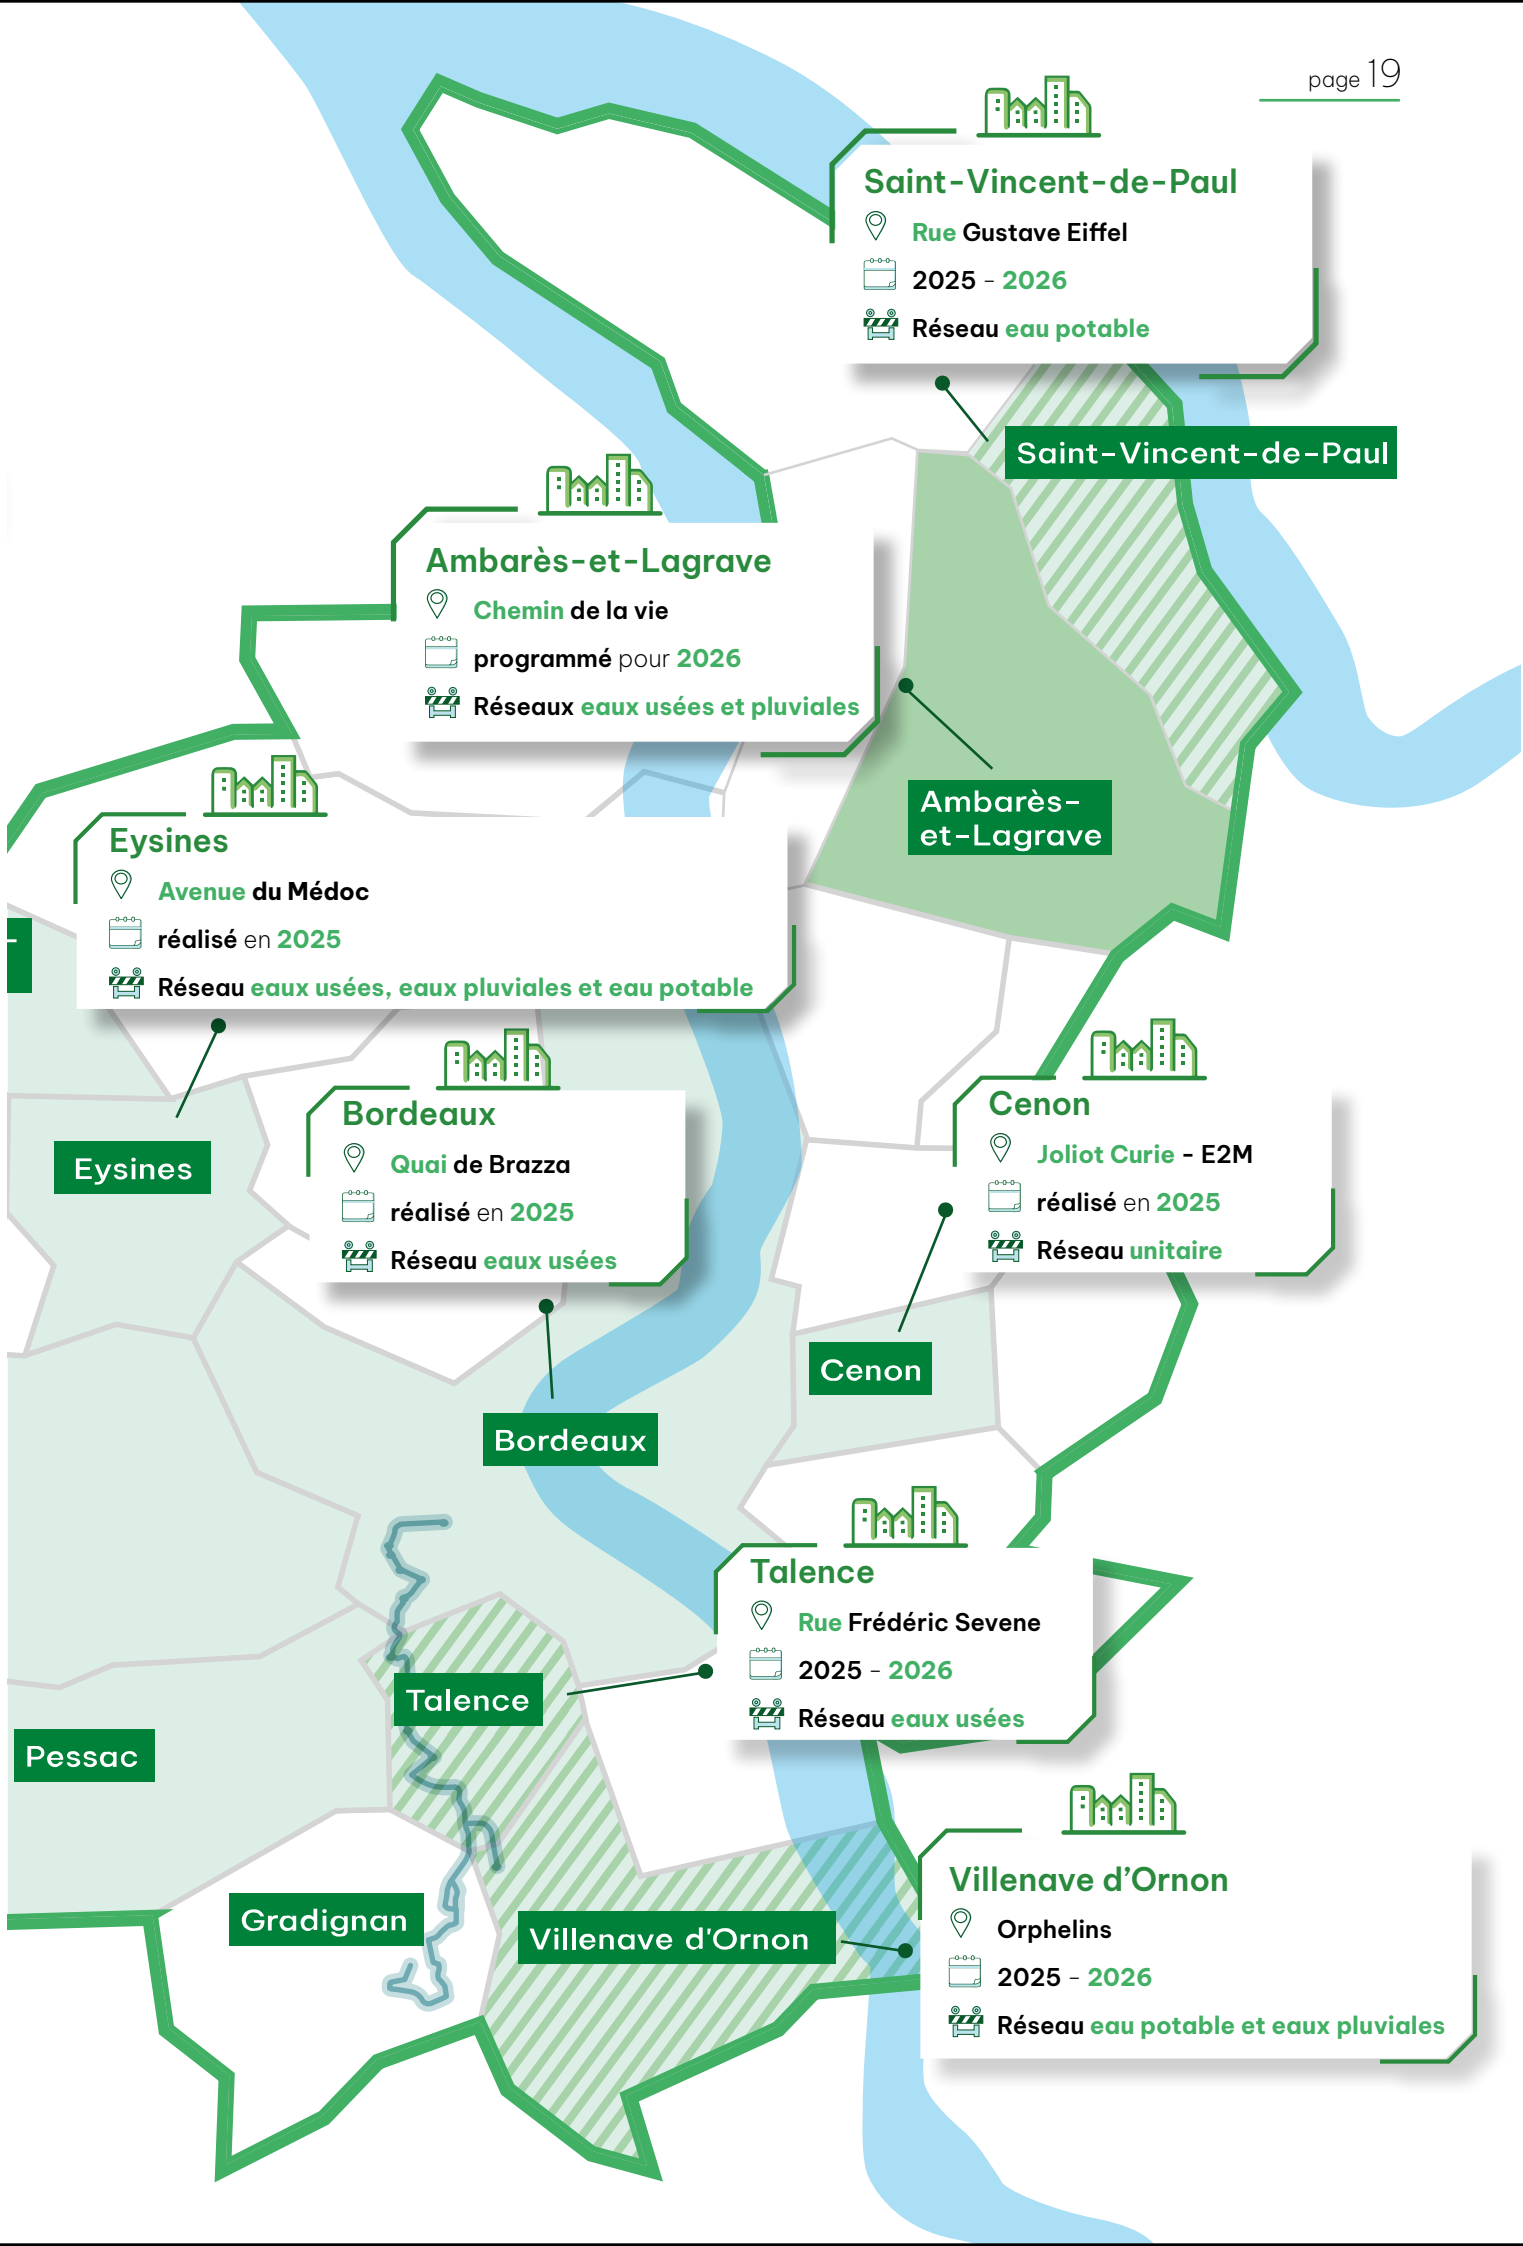 page 19
Saint-Vincent-de-Paul
Rue Gustave Eiffel
2025 - 2026
Réseau eau potable
Saint-Vincent-de-Paul
Ambarès-et-Lagrave
Chemin de la vie
programmé pour 2026
Réseaux eaux usées et pluviales
Ambarès-
et-Lagrave
Eysines
Avenue du Médoc
réalisé en 2025
Réseau eaux usées, eaux pluviales et eau potable
Eysines
Bordeaux
Quai de Brazza
réalisé en 2025
Réseau eaux usées
Bordeaux
Cenon
Joliot Curie - E2M
réalisé en 2025
Réseau unitaire
Cenon
Talence
Rue Frédéric Sevene
2025 - 2026
Réseau eaux usées
Talence
Pessac
Gradignan
Villenave d'Ornon
Villenave d’Ornon
Orphelins
2025 - 2026
Réseau eau potable et eaux pluviales